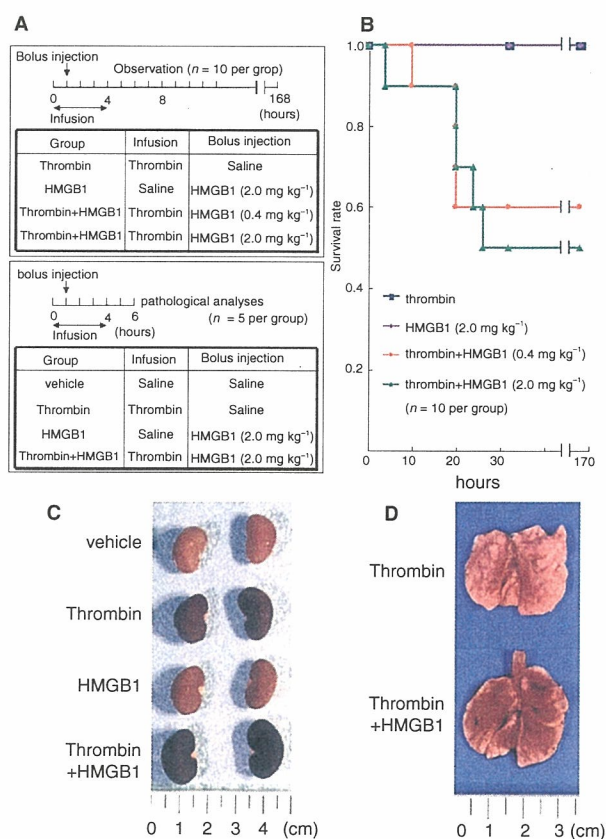 A
Bolus injection
Observation (n = 10 per grop)
0 4 8 168
(hours)
Infusion
Group Infusion Bolus injection
Thrombin Thrombin Saline
HMGB1 Saline HMGB1 (2.0 mg kg⁻¹)
Thrombin+HMGB1 Thrombin HMGB1 (0.4 mg kg⁻¹)
Thrombin+HMGB1 Thrombin HMGB1 (2.0 mg kg⁻¹)
bolus injection
pathological analyses
0 4 6
(hours) (n = 5 per group)
Infusion
Group Infusion Bolus injection
vehicle Saline Saline
Thrombin Thrombin Saline
HMGB1 Saline HMGB1 (2.0 mg kg⁻¹)
Thrombin+HMGB1 Thrombin HMGB1 (2.0 mg kg⁻¹)
B
1.0
0.8
0.6
0.4
0.2
Survival rate
thrombin
HMGB1 (2.0 mg kg⁻¹)
thrombin+HMGB1 (0.4 mg kg⁻¹)
thrombin+HMGB1 (2.0 mg kg⁻¹)
(n = 10 per group)
0 10 20 30 170
hours
C
vehicle
Thrombin
HMGB1
Thrombin
+HMGB1
0 1 2 3 4 (cm)
D
Thrombin
Thrombin
+HMGB1
0 1 2 3 (cm)